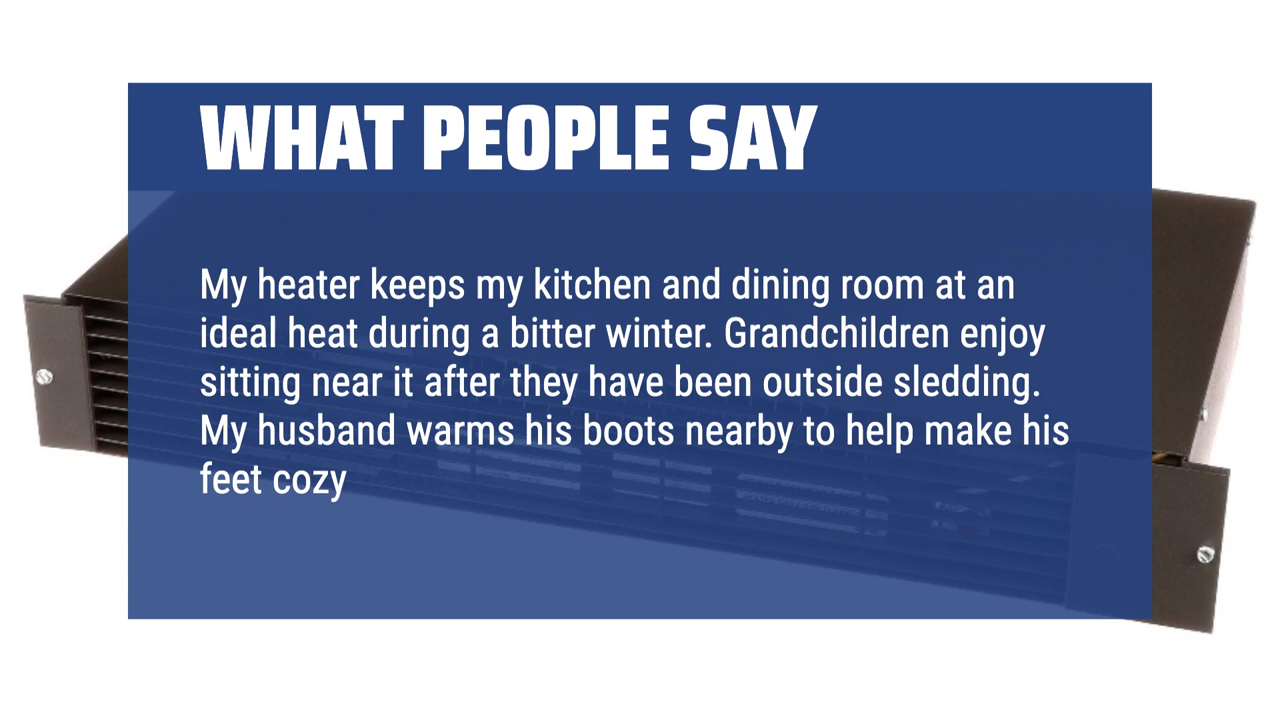 WHAT PEOPLE SAY
My heater keeps my kitchen and dining room at an
ideal heat during a bitter winter. Grandchildren enjoy
sitting near it after they have been outside sledding.
My husband warms his boots nearby to help make his
feet cozy